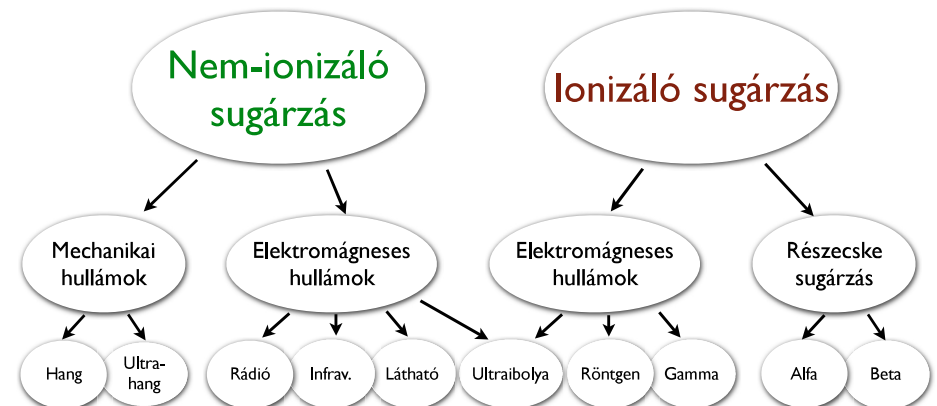 Nem-ionizáló
sugárzás
Ionizáló sugárzás
Mechanikai
hullámok
Elektromágneses
hullámok
Elektromágneses
hullámok
Részecske
sugárzás
Hang
Ultra-
hang
Rádió
Infrav.
Látható
Ultraibolya
Röntgen
Gamma
Alfa
Beta